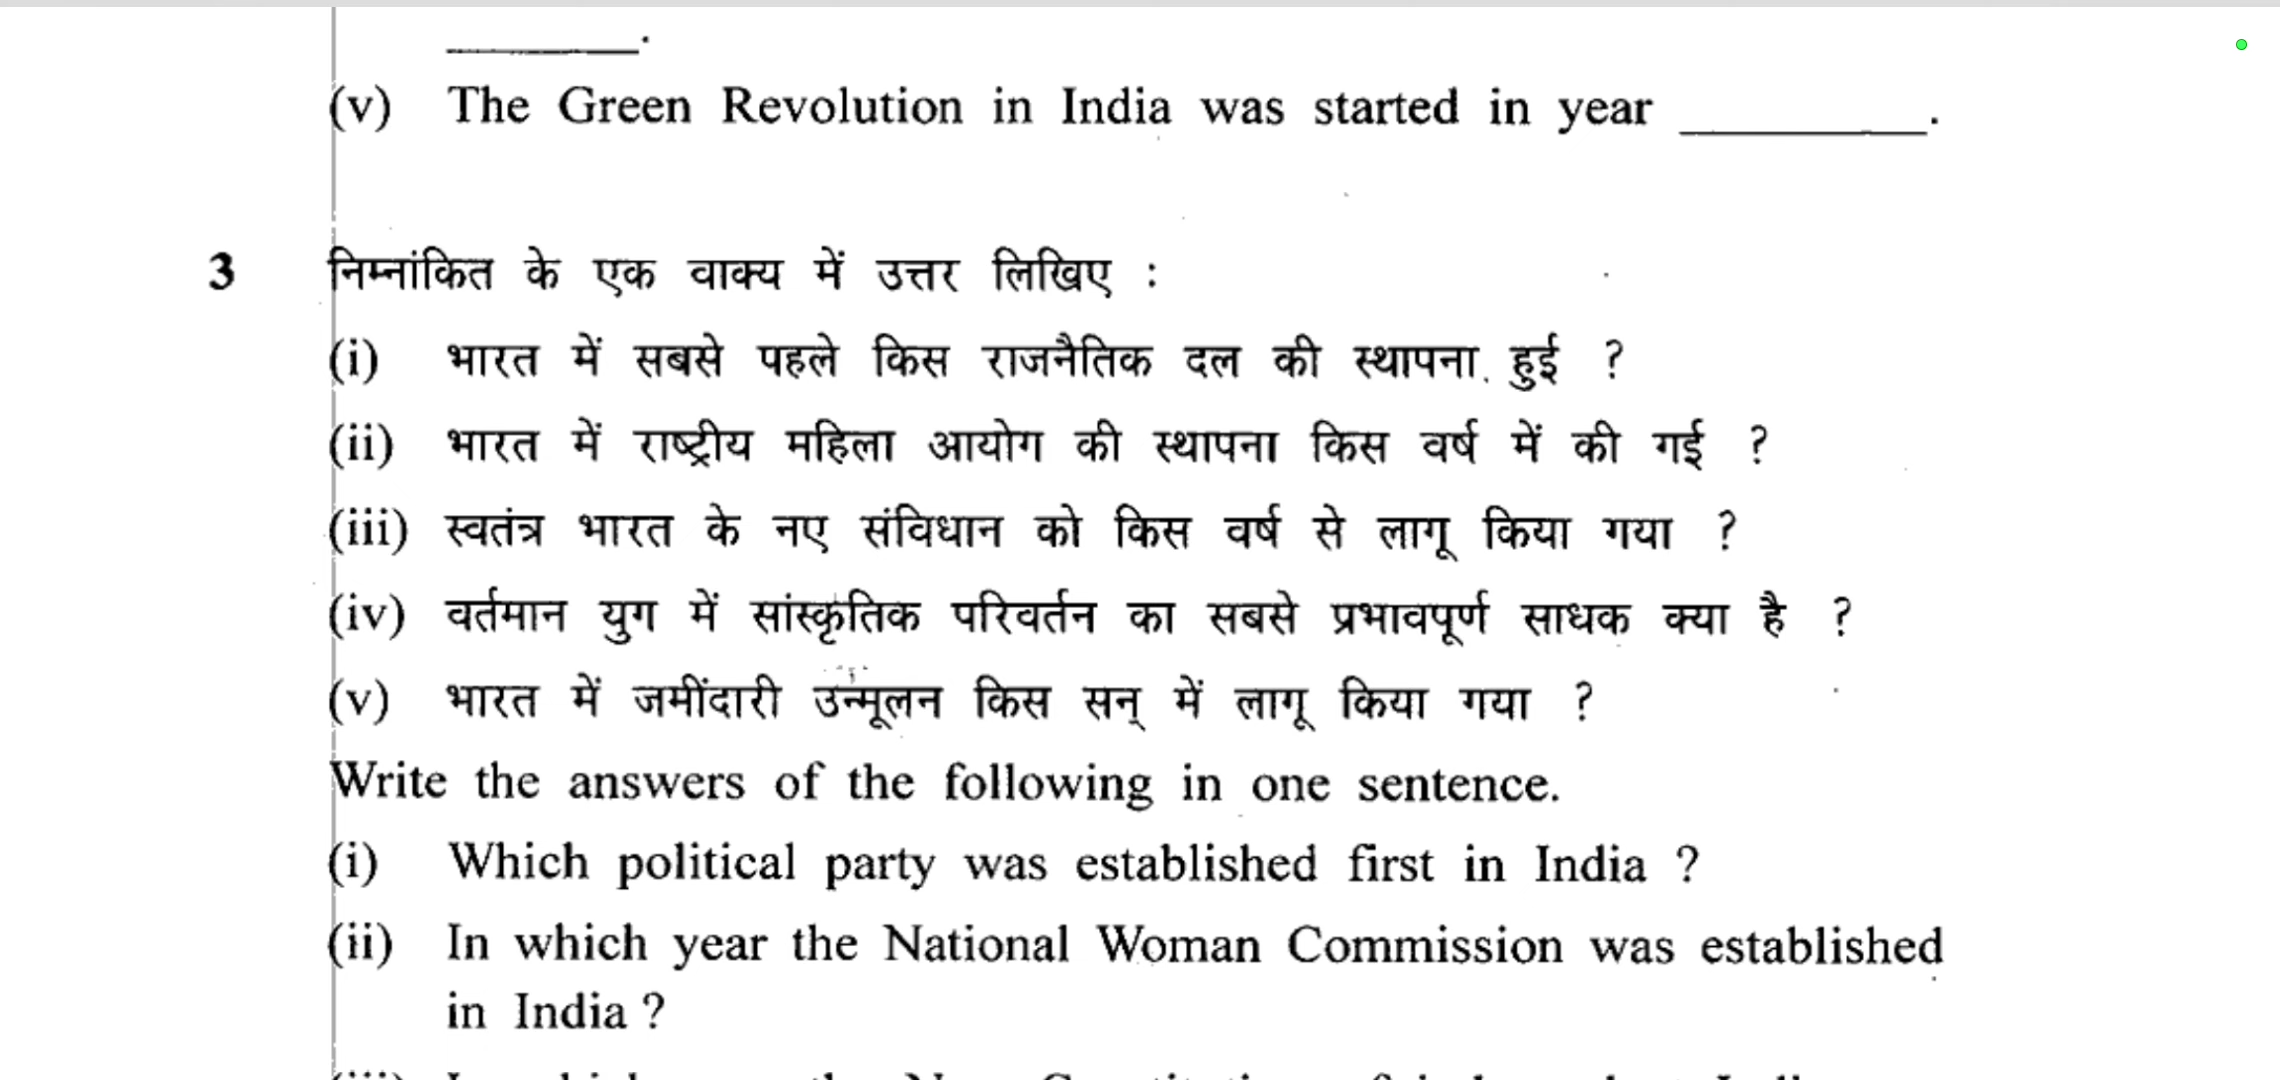 ________.
(v) The Green Revolution in India was started in year ________.
3 निम्नांकित के एक वाक्य में उत्तर लिखिए :
(i) भारत में सबसे पहले किस राजनैतिक दल की स्थापना हुई ?
(ii) भारत में राष्ट्रीय महिला आयोग की स्थापना किस वर्ष में की गई ?
(iii) स्वतंत्र भारत के नए संविधान को किस वर्ष से लागू किया गया ?
(iv) वर्तमान युग में सांस्कृतिक परिवर्तन का सबसे प्रभावपूर्ण साधक क्या है ?
(v) भारत में जमींदारी उन्मूलन किस सन् में लागू किया गया ?
Write the answers of the following in one sentence.
(i) Which political party was established first in India ?
(ii) In which year the National Woman Commission was established
in India ?